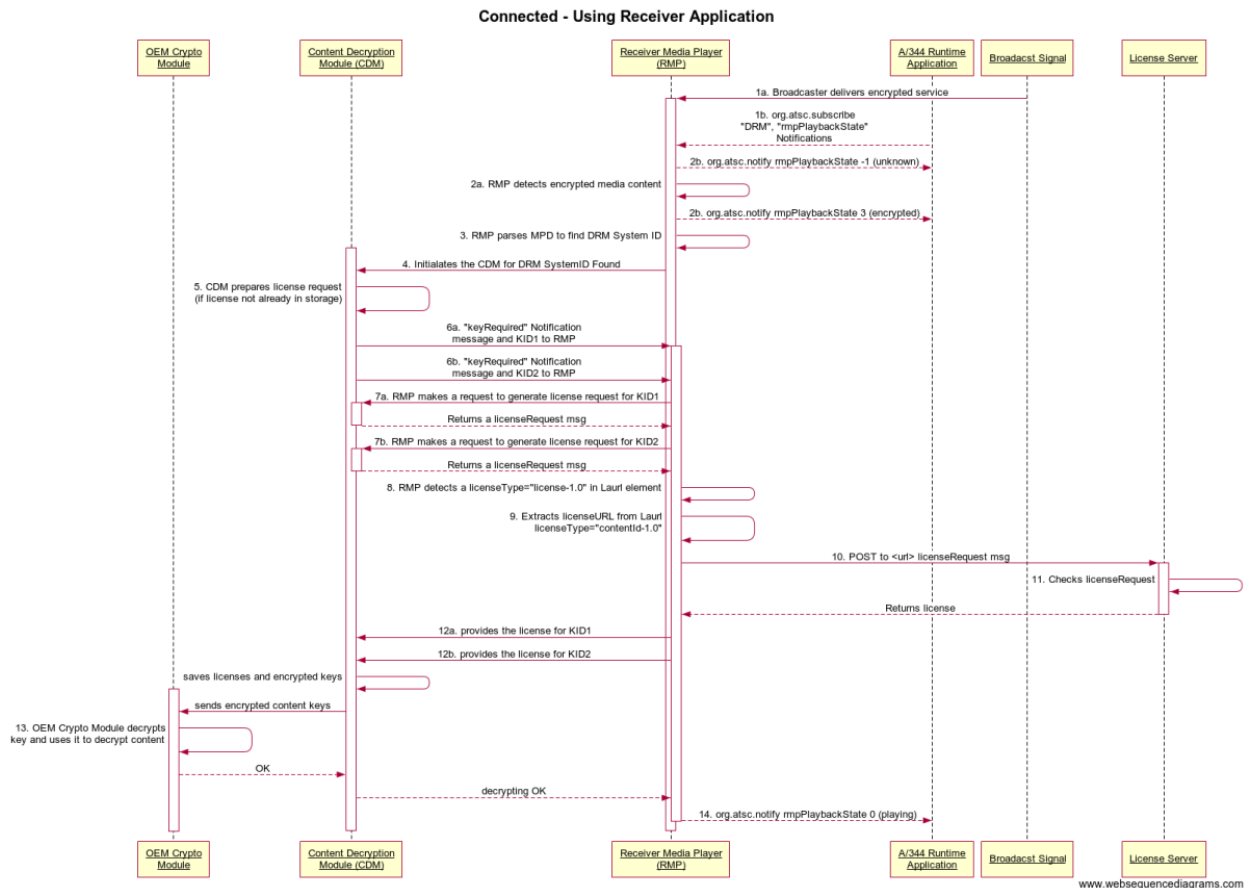 Connected - Using Receiver Application
OEM Crypto
Module
Content Decryption
Module (CDM)
Receiver Media Player
(RMP)
A/344 Runtime
Application
Broadacst Signal
License Server
1a. Broadcaster delivers encrypted service
1b. org.atsc.subscribe
"DRM", "rmpPlaybackState"
Notifications
2b. org.atsc.notify rmpPlaybackState -1 (unknown)
2a. RMP detects encrypted media content
2b. org.atsc.notify rmpPlaybackState 3 (encrypted)
3. RMP parses MPD to find DRM System ID
4. Initialates the CDM for DRM SystemID Found
5. CDM prepares license request
(if license not already in storage)
6a. "keyRequired" Notification
message and KID1 to RMP
6b. "keyRequired" Notification
message and KID2 to RMP
7a. RMP makes a request to generate license request for KID1
Returns a licenseRequest msg
7b. RMP makes a request to generate license request for KID2
Returns a licenseRequest msg
8. RMP detects a licenseType="license-1.0" in Laurl element
9. Extracts licenseURL from Laurl
licenseType="contentId-1.0"
10. POST to <url> licenseRequest msg
11. Checks licenseRequest
Returns license
12a. provides the license for KID1
12b. provides the license for KID2
saves licenses and encrypted keys
sends encrypted content keys
13. OEM Crypto Module decrypts
key and uses it to decrypt content
OK
decrypting OK
14. org.atsc.notify rmpPlaybackState 0 (playing)
OEM Crypto
Module
Content Decryption
Module (CDM)
Receiver Media Player
(RMP)
A/344 Runtime
Application
Broadacst Signal
License Server
www.websequencediagrams.com